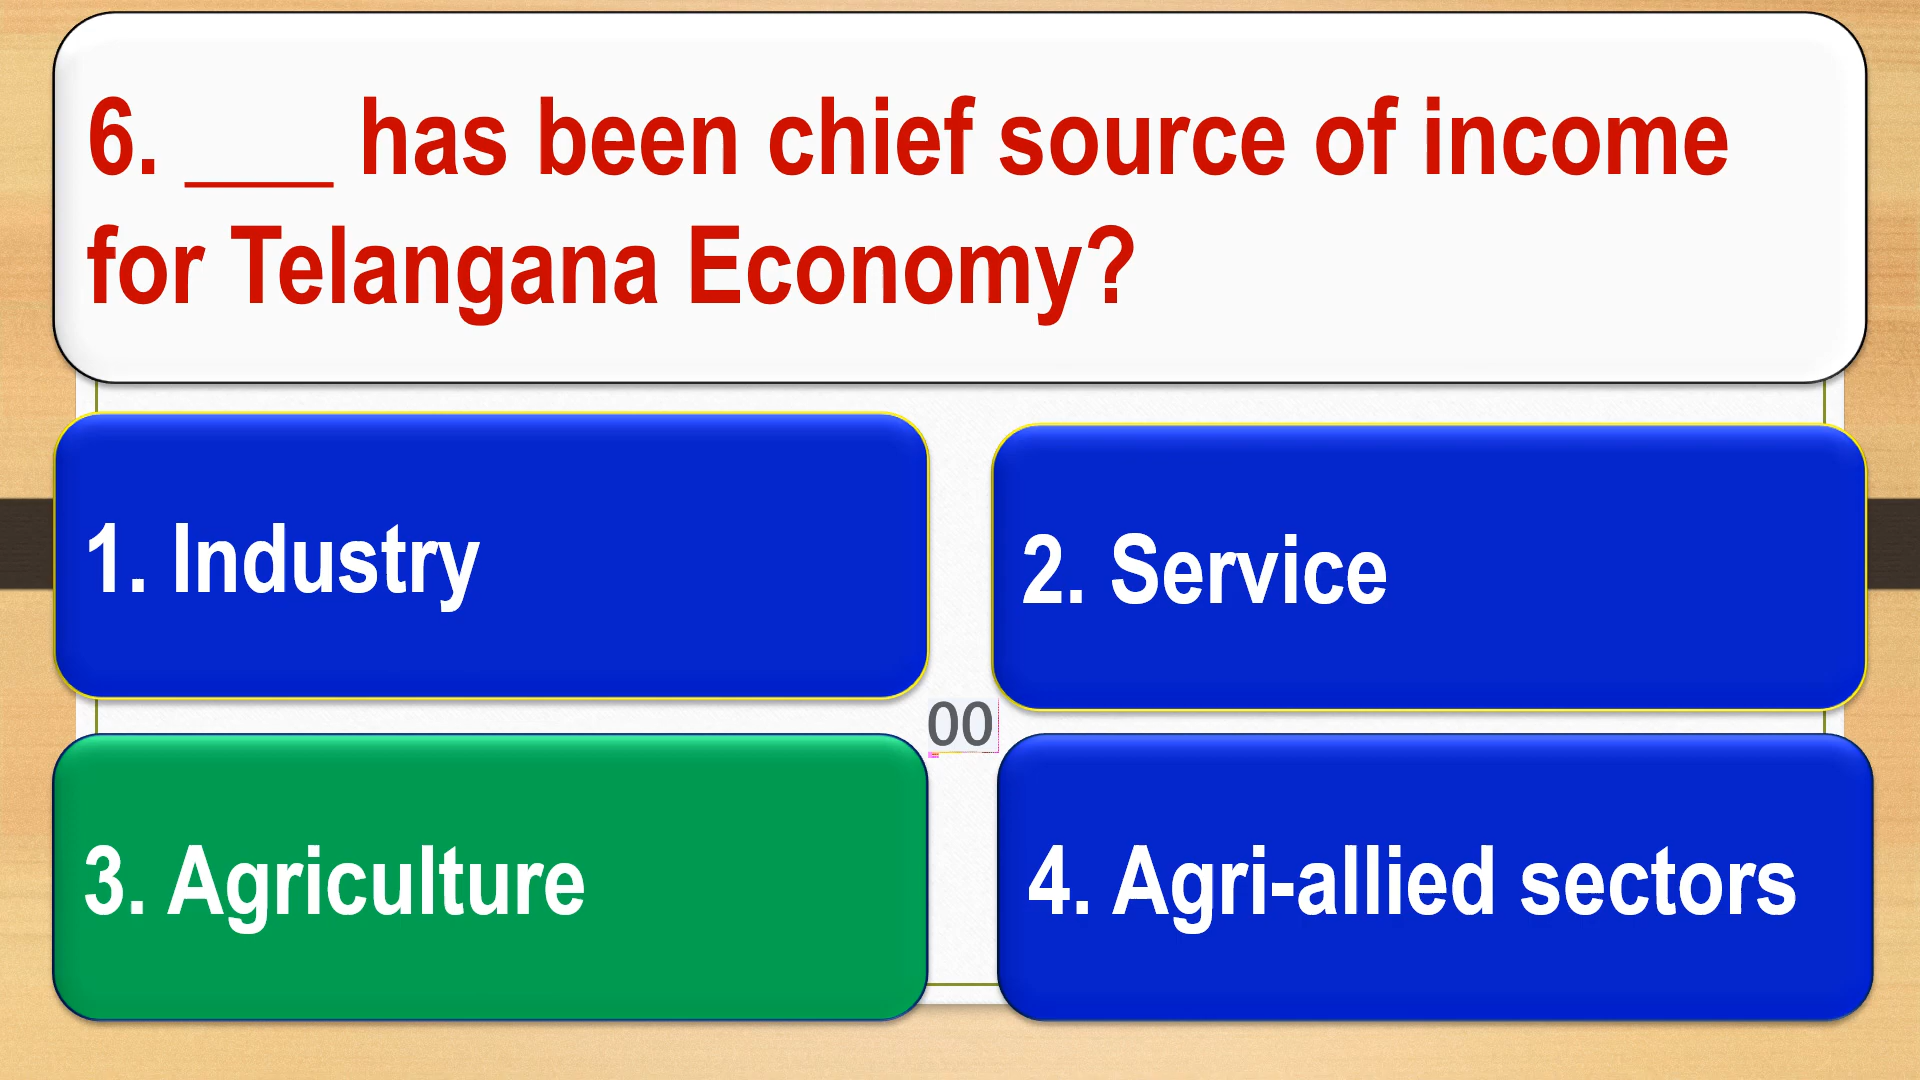 6. ___ has been chief source of income
for Telangana Economy?
1. Industry
2. Service
00
3. Agriculture
4. Agri-allied sectors